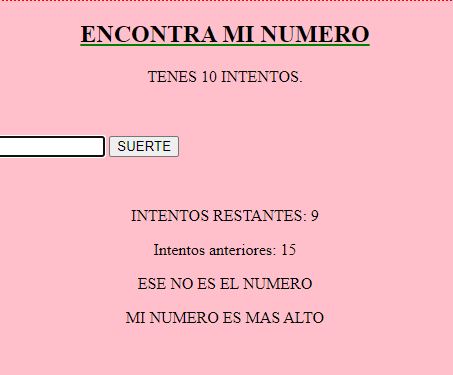 ENCONTRA MI NUMERO
TENES 10 INTENTOS.
SUERTE
INTENTOS RESTANTES: 9
Intentos anteriores: 15
ESE NO ES EL NUMERO
MI NUMERO ES MAS ALTO